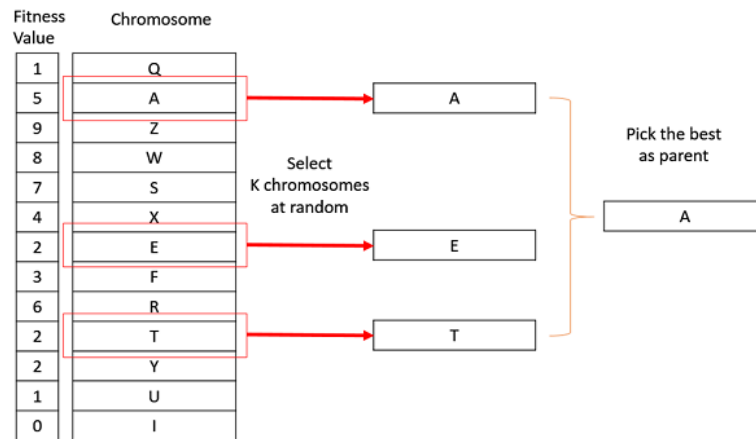 Fitness Value
Chromosome
1 Q
5 A
9 Z
8 W
7 S
4 X
2 E
3 F
6 R
2 T
2 Y
1 U
0 I
Select
K chromosomes
at random
A
E
T
Pick the best
as parent
A